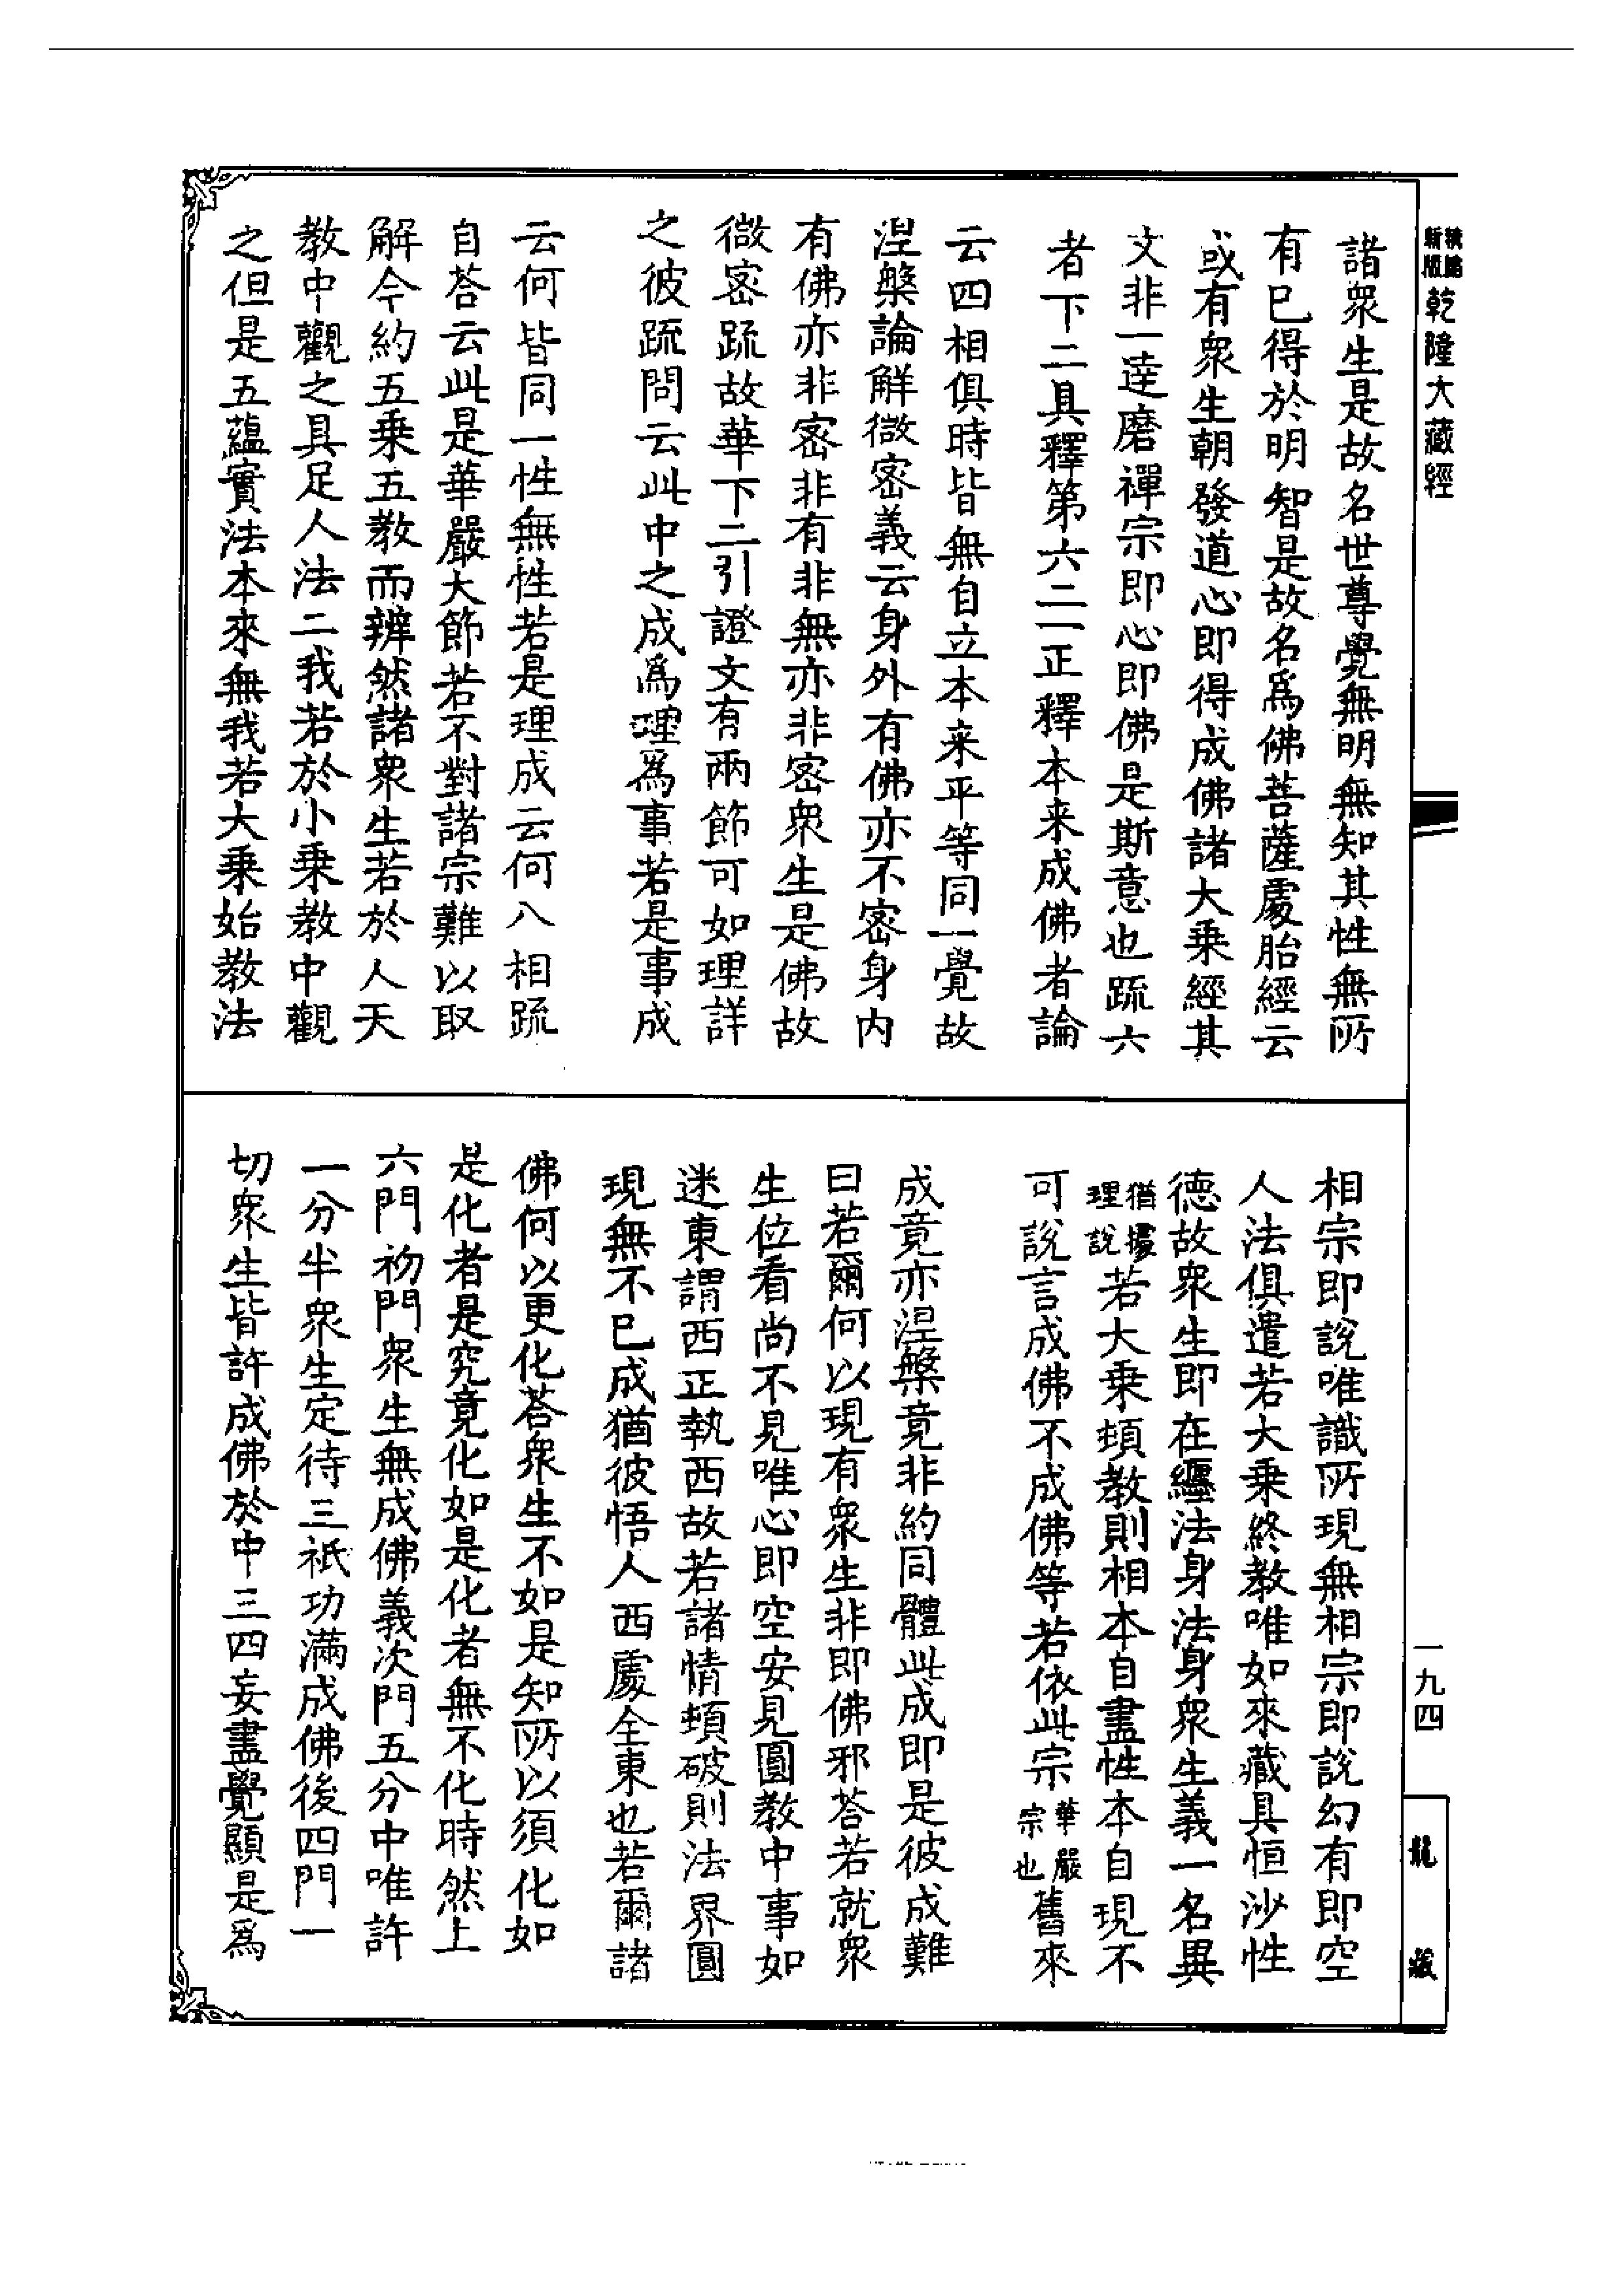 新版
乾隆大藏經
諸衆生是故名世尊覺無明無知其性無所
有已得於明智是故名爲佛菩薩處胎經云
或有衆生朝發道心即得成佛諸大乘經其
文非一達磨禪宗即心即佛是斯意也䟽六
者下二具釋第六二一正釋本来成佛者論
云四相俱時皆無自立本来平等同一覺故
涅槃論解微密義云身外有佛亦不密身内
有佛亦非密非有非無亦非密衆生是佛故
微密䟽故華下二引證文有兩節可如理詳
之彼䟽問云此中之成爲理爲事若是事成
云何皆同一性無性若是理成云何八相䟽
自荅云此是華嚴大節若不對諸宗難以取
解今約五乘五教而辨然諸衆生若於人天
教中觀之具足人法二我若於小乘教中觀
之但是五蘊實法本來無我若大乘始教法
相宗即說唯識所現無相宗即說幻有即空
人法俱遣若大乘終教唯如來藏具恒沙性
德故衆生即在纏法身法身衆生義一名異
猶據理說若大乘頓教則相本自盡性本自現不
可說言成佛不成佛等若依此宗華嚴宗也舊來
成竟亦涅槃竟非約同體此成即是彼成難
曰若爾何以現有衆生非即佛邪荅若就衆
生位看尚不見唯心即空安見圓教中事如
迷東謂西正執西故若諸情頓破則法界圓
現無不已成猶彼悟人西處全東也若爾諸
佛何以更化荅衆生不如是知所以須化如
是化者是究竟化如是化者無不化時然上
六門初門衆生無成佛義次門五分中唯許
一分半衆生定待三祇功滿成佛後四門一
切衆生皆許成佛於中三四妄盡覺顯是爲
一九四
龍藏